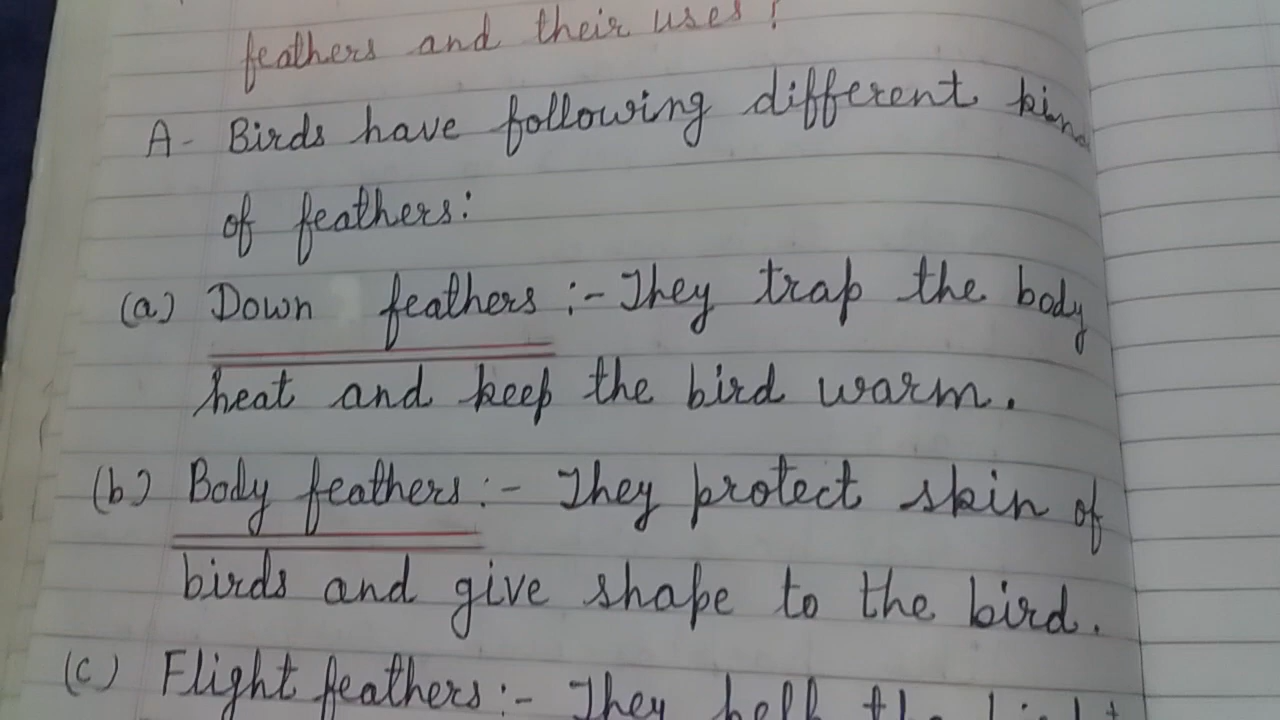 feathers and their uses?
A- Birds have following different kinds
of feathers:
(a) Down feathers :- They trap the body
heat and keep the bird warm.
(b) Body feathers :- They protect skin of
birds and give shape to the bird.
(c) Flight feathers :- They help the